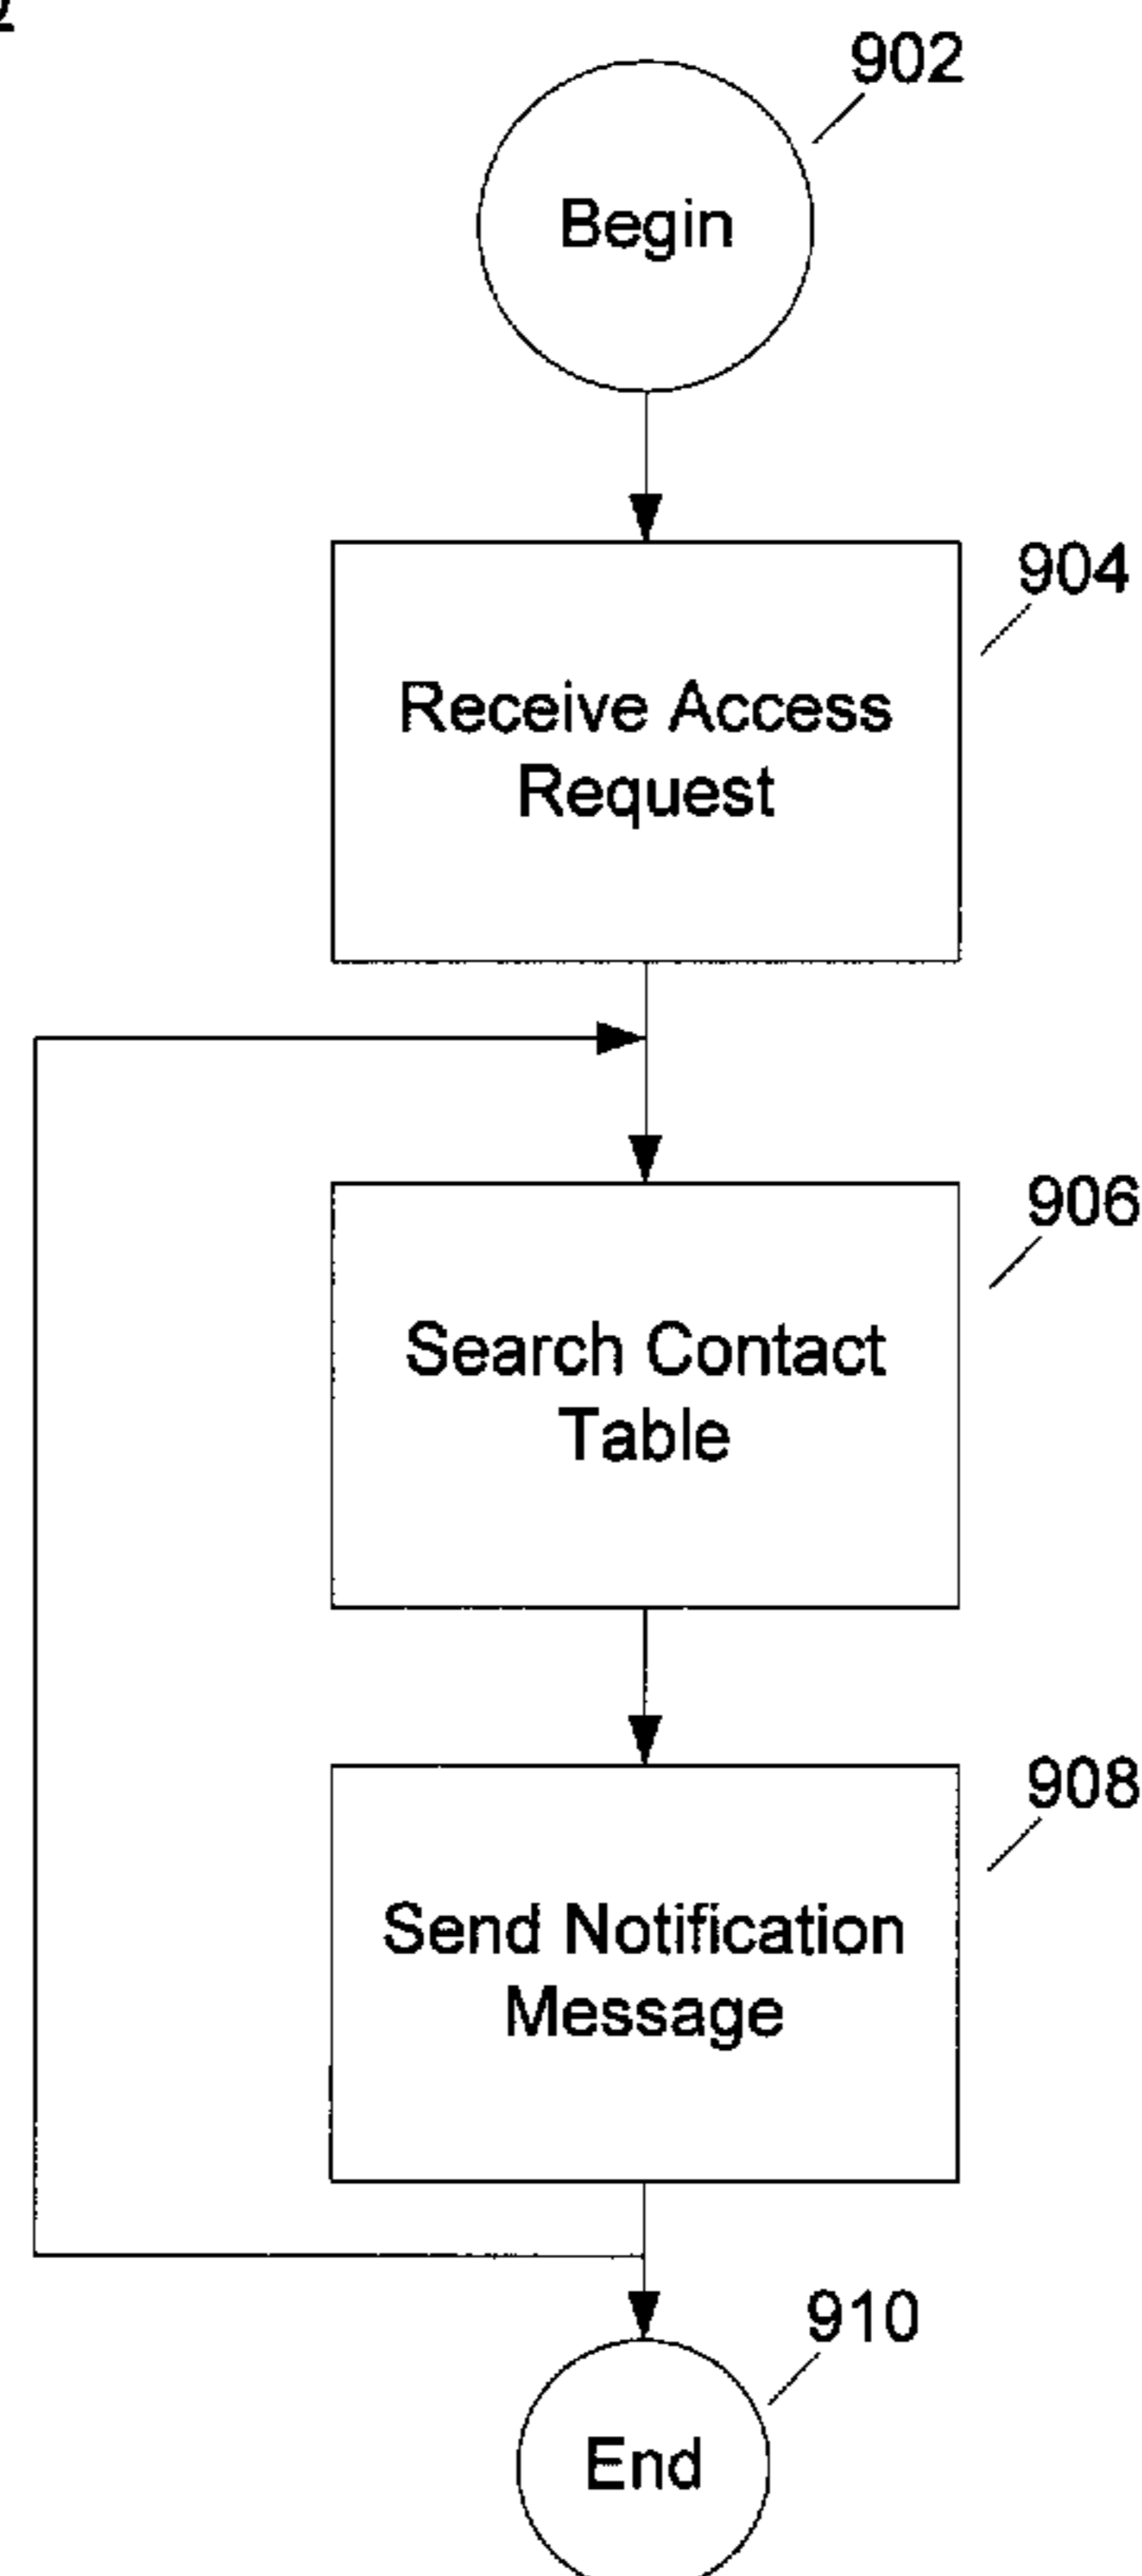 902
Begin
904
Receive Access
Request
906
Search Contact
Table
908
Send Notification
Message
910
End